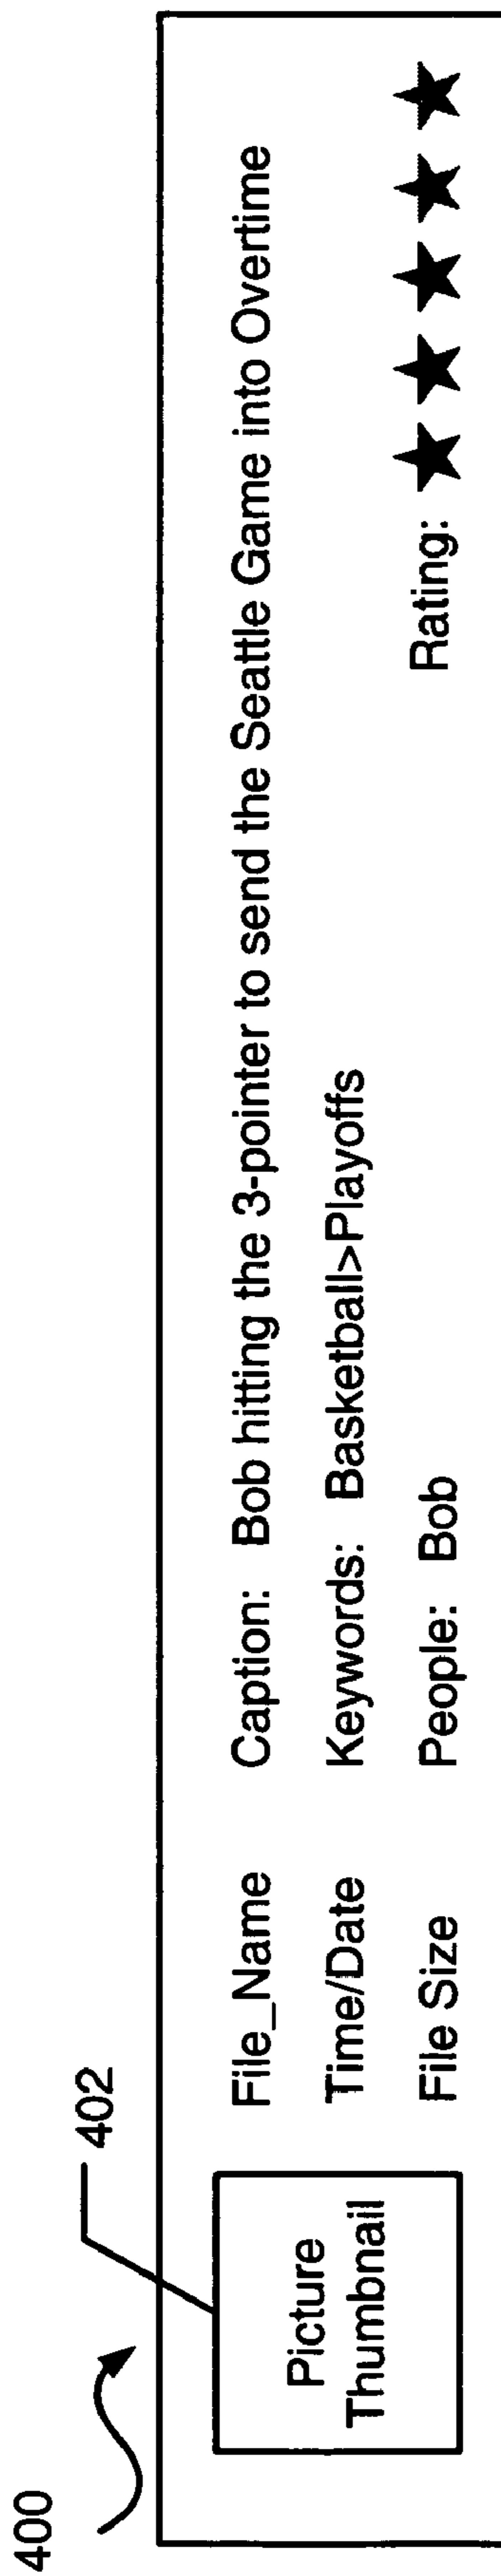 400
402
Picture
Thumbnail
File_Name
Time/Date
File Size
Caption: Bob hitting the 3-pointer to send the Seattle Game into Overtime
Keywords: Basketball>Playoffs
People: Bob
Rating: ★★★★★